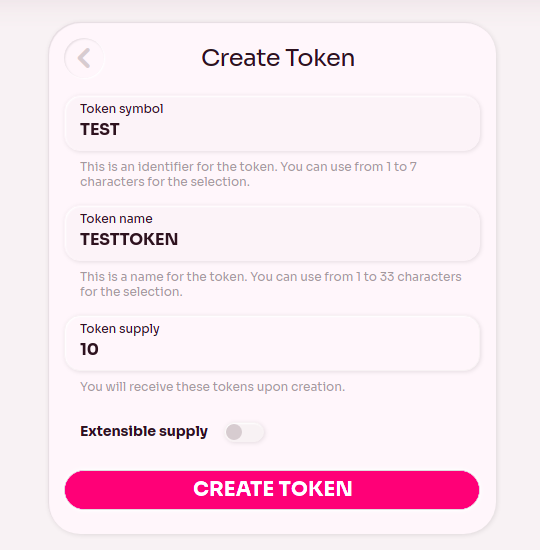 Create Token
Token symbol
TEST
This is an identifier for the token. You can use from 1 to 7
characters for the selection.
Token name
TESTTOKEN
This is a name for the token. You can use from 1 to 33 characters
for the selection.
Token supply
10
You will receive these tokens upon creation.
Extensible supply
CREATE TOKEN